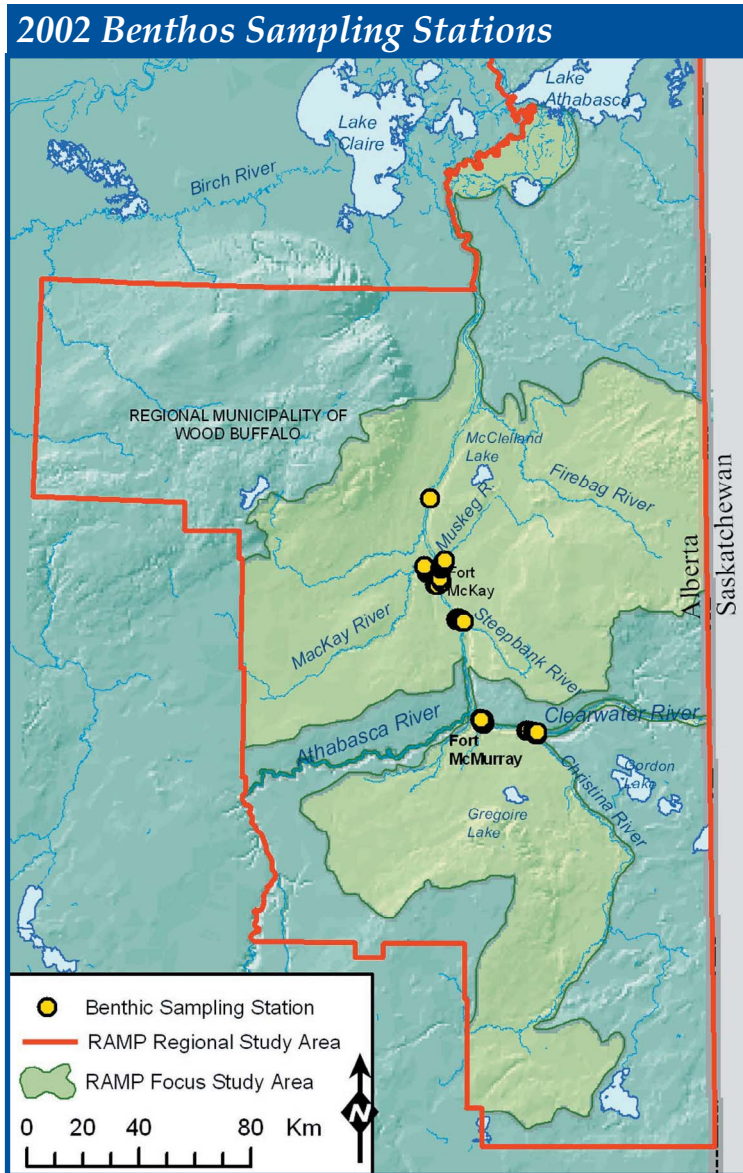 2002 Benthos Sampling Stations
Lake
Athabasca
Lake
Claire
Birch River
REGIONAL MUNICIPALITY OF
WOOD BUFFALO
McClelland
Lake
Firebag River
Muskeg R.
Fort
McKay
Alberta
Saskatchewan
MacKay River
Steepbank River
Athabasca River
Clearwater River
Fort
McMurray
Christina River
Gordon
Lake
Gregoire
Lake
Benthic Sampling Station
RAMP Regional Study Area
RAMP Focus Study Area
0 20 40 80 Km
N